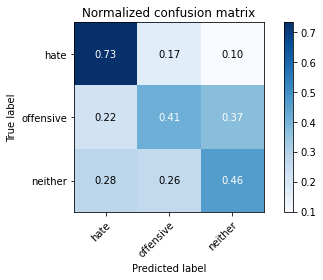 Normalized confusion matrix
True label
hate
0.73 0.17 0.10
offensive
0.22 0.41 0.37
neither
0.28 0.26 0.46
hate
offensive
neither
Predicted label
0.7
0.6
0.5
0.4
0.3
0.2
0.1